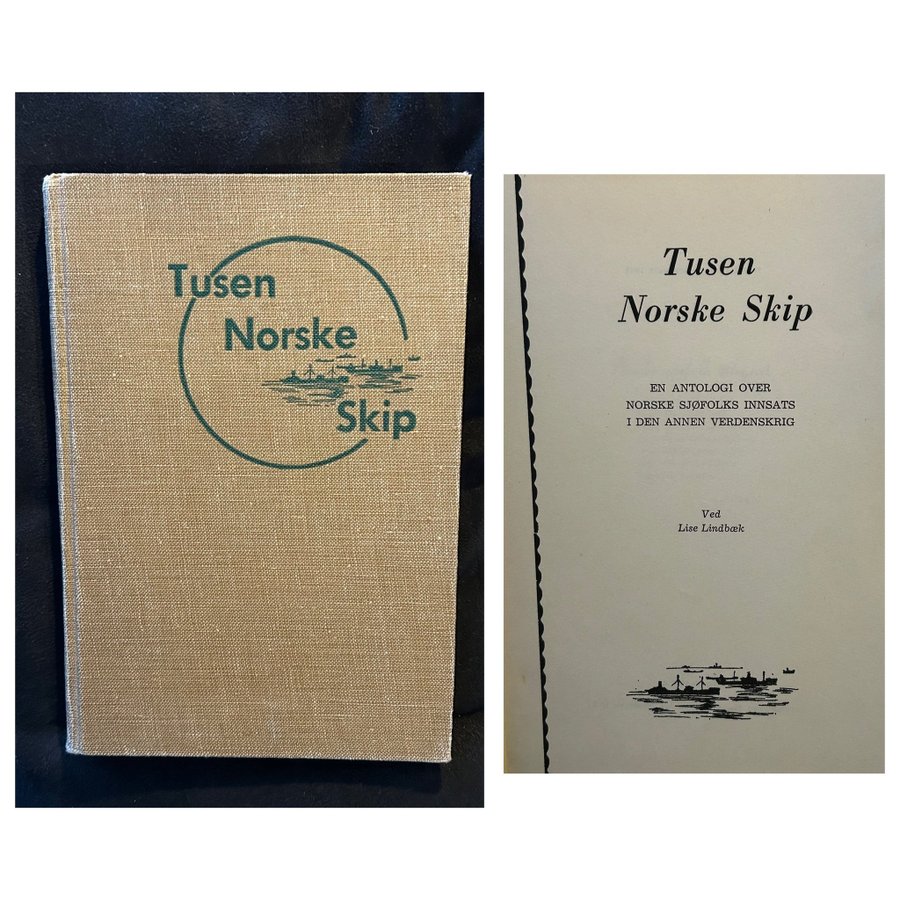 Tusen
Norske
Skip
Tusen
Norske Skip
EN ANTOLOGI OVER
NORSKE SJØFOLKS INNSATS
I DEN ANNEN VERDENSKRIG
Ved
Lise Lindbæk